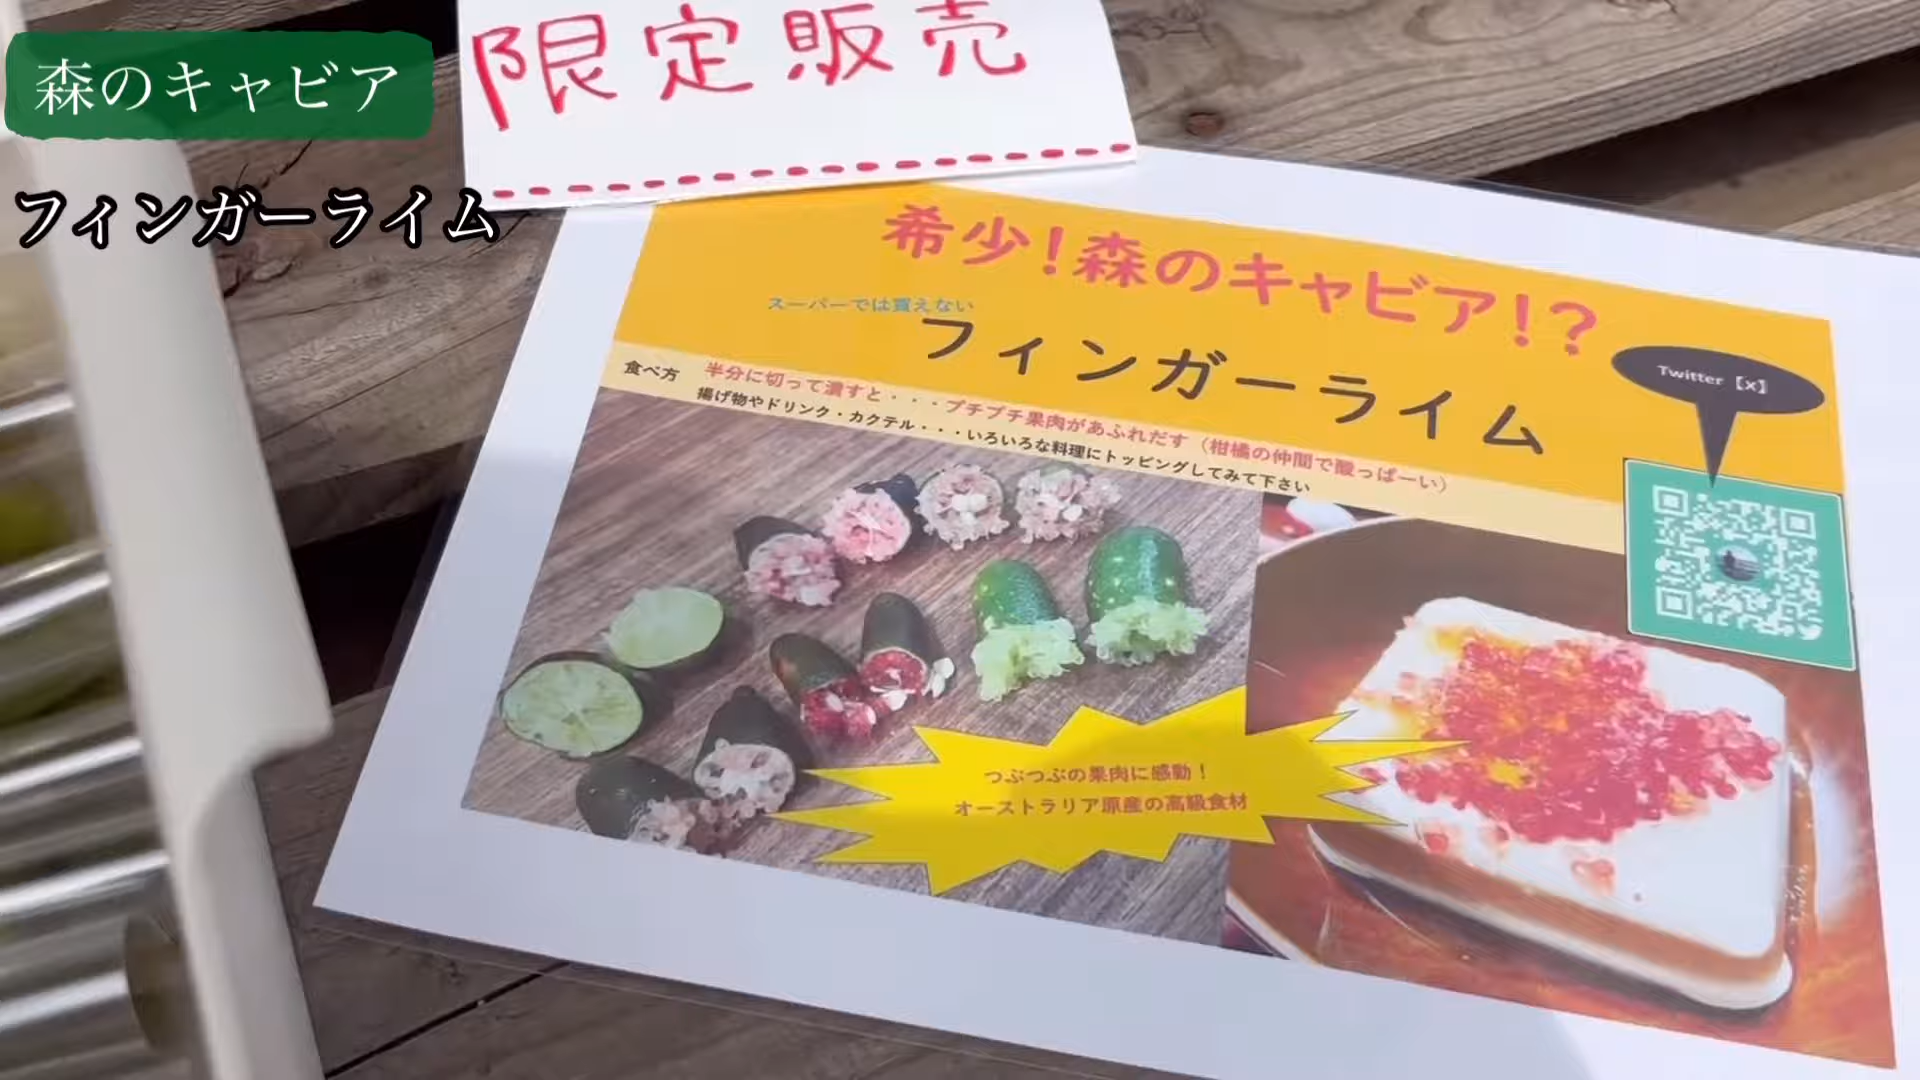 森のキャビア
フィンガーライム
限定販売
希少！森のキャビア！？
スーパーでは買えない
フィンガーライム
Twitter【X】
食べ方 半分に切って潰すと・・・プチプチ果肉があふれだす（柑橘の仲間で酸っぱーい）
揚げ物やドリンク・カクテル・・・いろいろな料理にトッピングしてみて下さい
つぶつぶの果肉に感動！
オーストラリア原産の高級食材